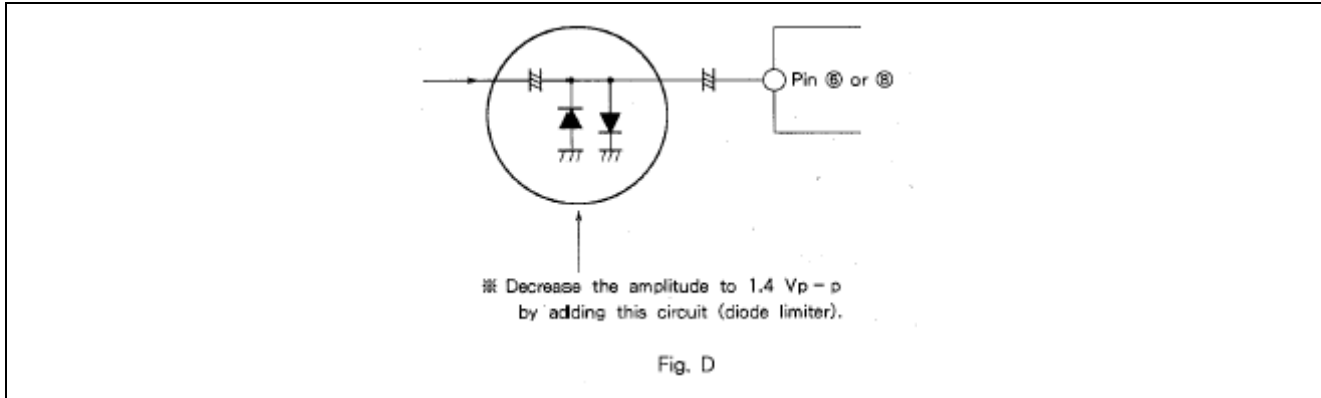 Pin ⑥ or ⑧
※ Decrease the amplitude to 1.4 Vp-p
by adding this circuit (diode limiter).
Fig. D